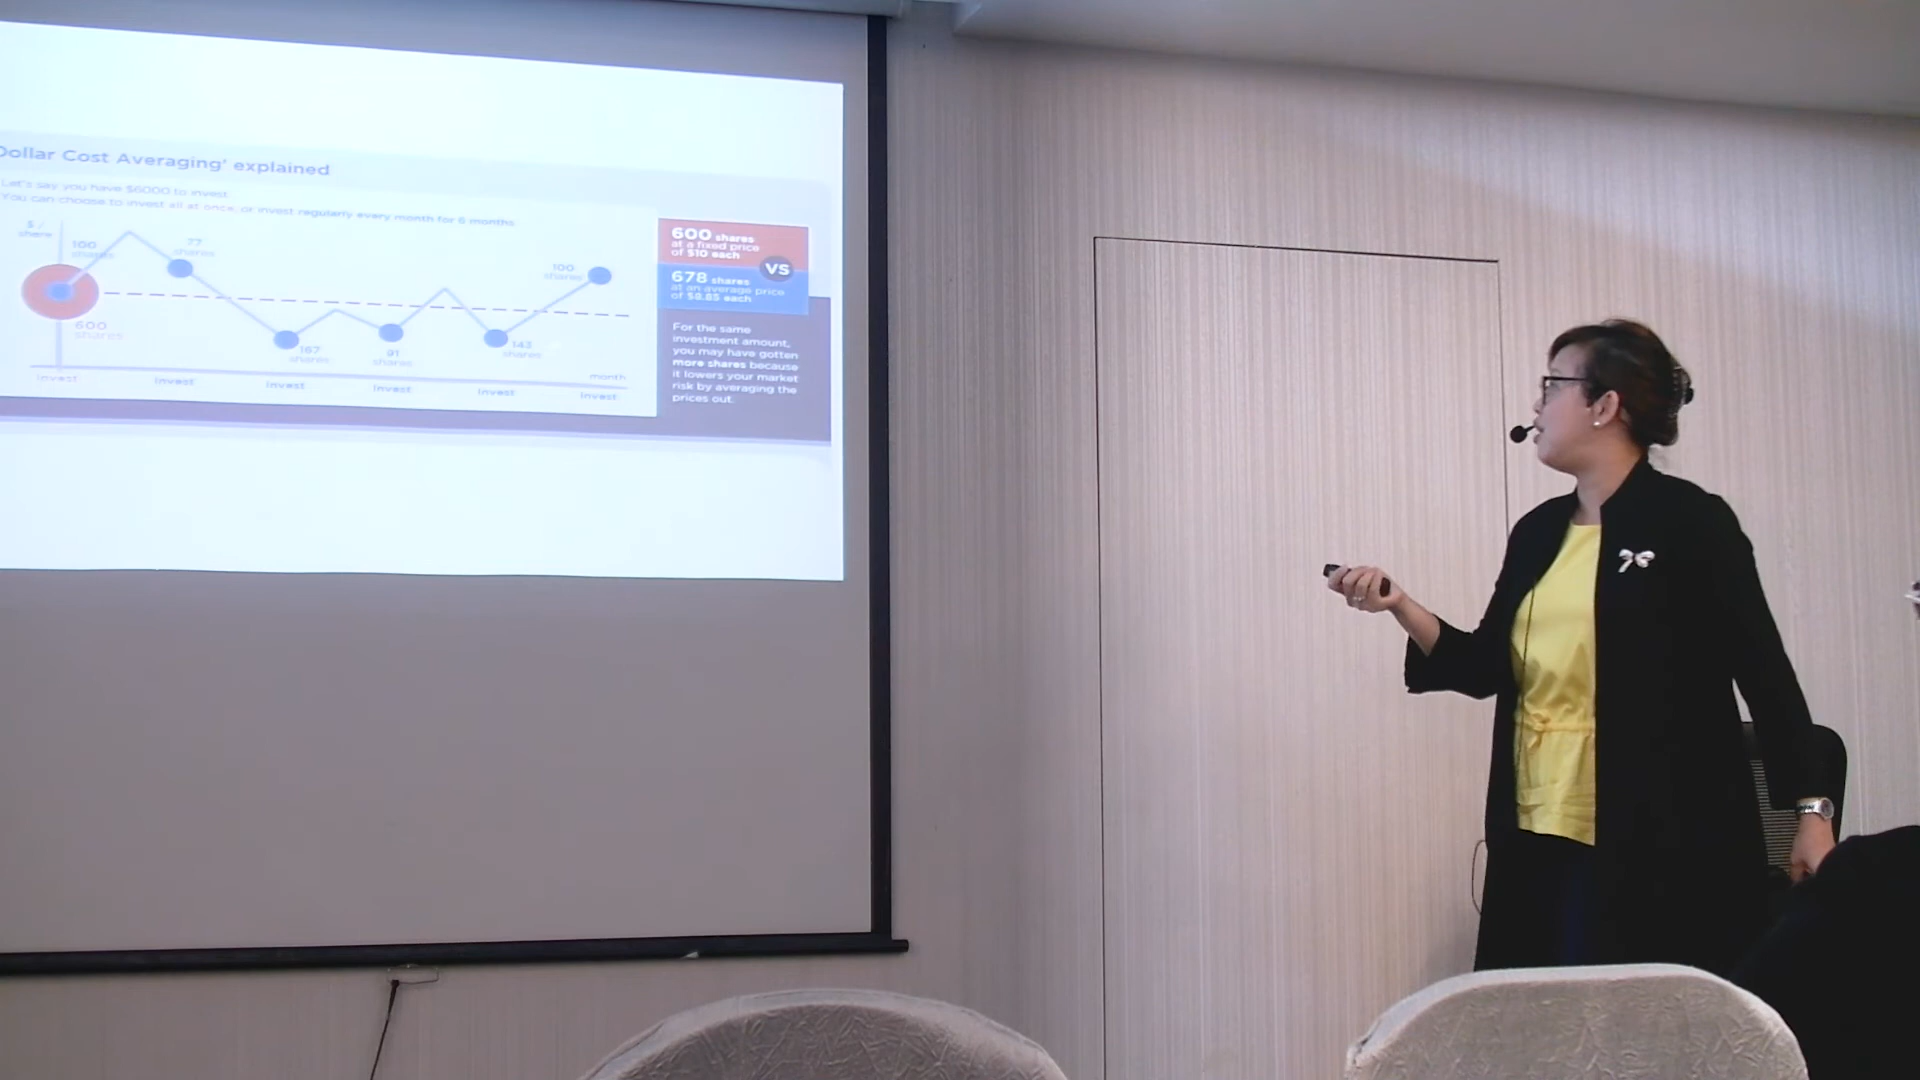 Dollar Cost Averaging' explained
Let's say you have $6000 to invest.
You can choose to invest all at once, or invest regularly every month for 6 months.
$ /
share
100
shares
77
shares
600
shares
167
shares
91
shares
143
shares
100
shares
month
Invest
Invest
Invest
Invest
Invest
Invest
600 shares
at a fixed price
of $10 each
VS
678 shares
at an average price
of $8.85 each
For the same
investment amount,
you may have gotten
more shares because
it lowers your market
risk by averaging the
prices out.